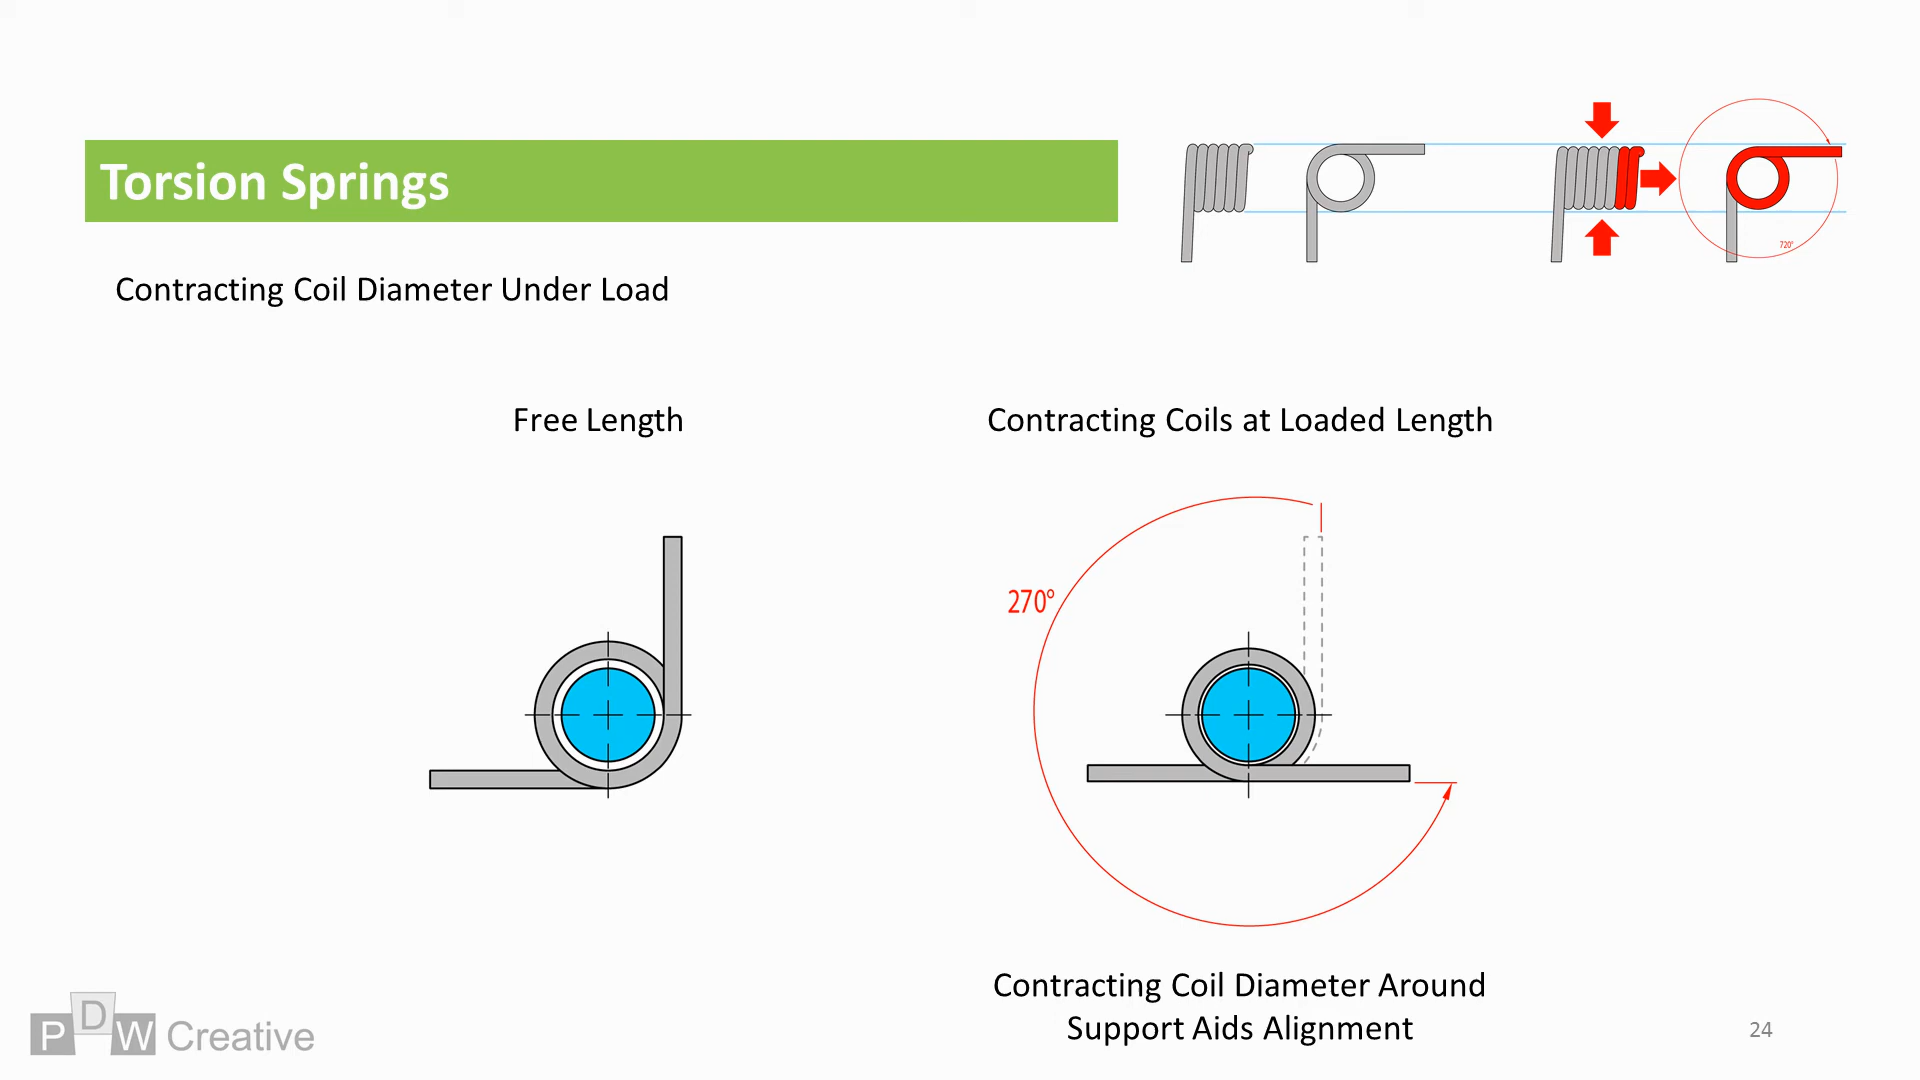 Torsion Springs
720°
Contracting Coil Diameter Under Load
Free Length
Contracting Coils at Loaded Length
270°
Contracting Coil Diameter Around
Support Aids Alignment
PDW Creative
24